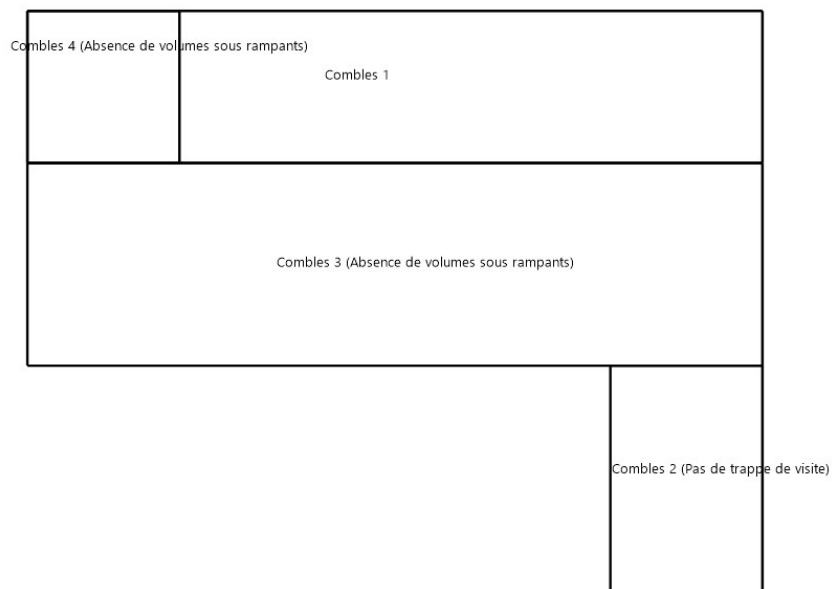 Combles 4 (Absence de volumes sous rampants)
Combles 1
Combles 3 (Absence de volumes sous rampants)
Combles 2 (Pas de trappe de visite)